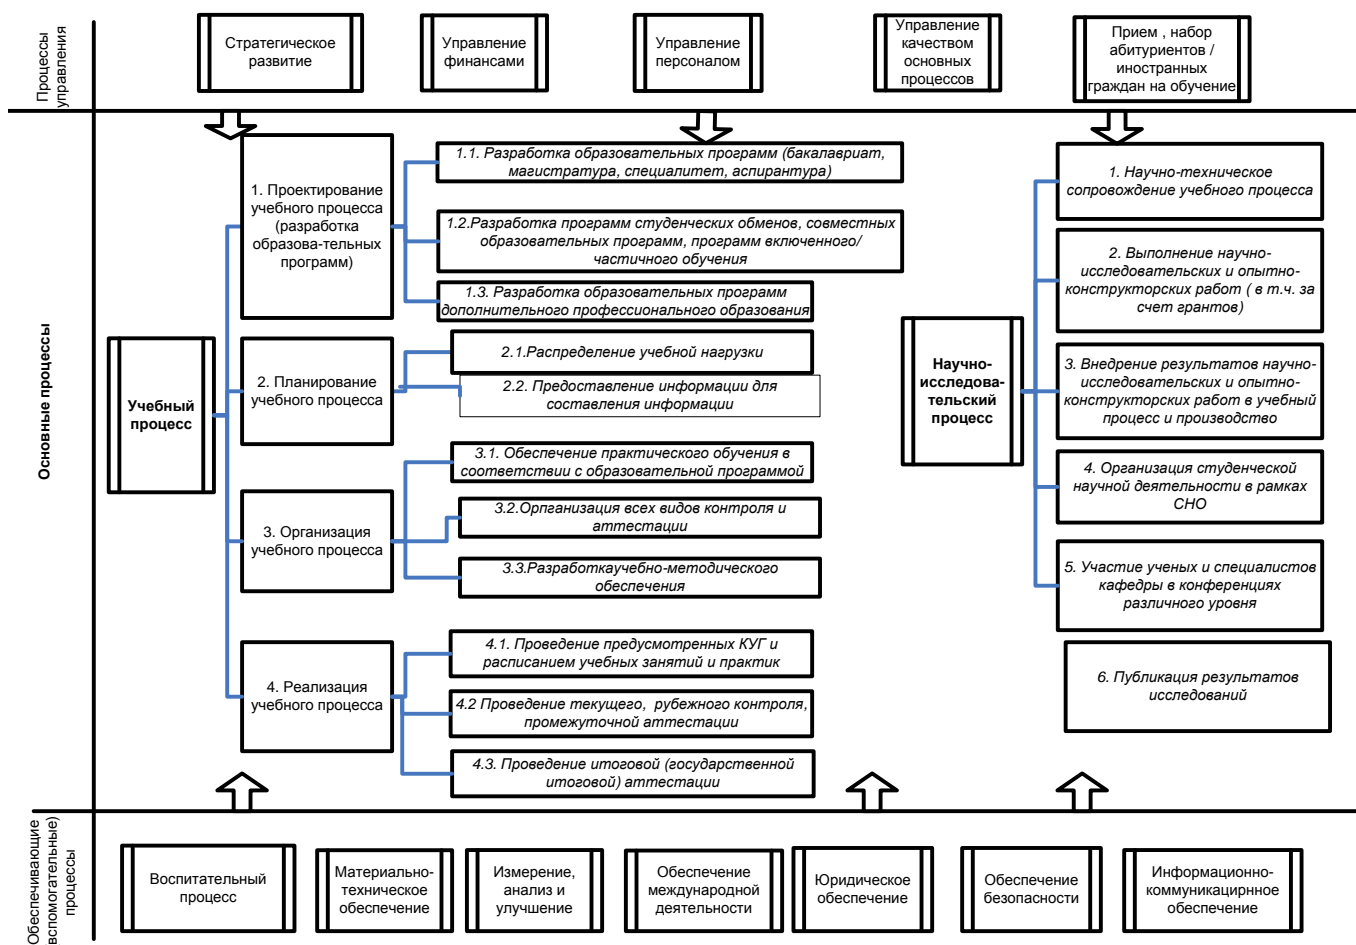 Процессы
управления
Стратегическое
развитие
Управление
финансами
Управление
персоналом
Управление
качеством
основных
процессов
Прием , набор
абитуриентов /
иностранных
граждан на обучение
Основные процессы
Учебный
процесс
1. Проектирование
учебного процесса
(разработка
образова-тельных
программ)
1.1. Разработка образовательных программ (бакалавриат,
магистратура, специалитет, аспирантура)
1.2.Разработка программ студенческих обменов, совместных
образовательных программ, программ включенного/
частичного обучения
1.3. Разработка образовательных программ
дополнительного профессионального образования
2. Планирование
учебного процесса
2.1.Распределение учебной нагрузки
2.2. Предоставление информации для
составления информации
3. Организация
учебного процесса
3.1. Обеспечение практического обучения в
соответствии с образовательной программой
3.2.Орлганизация всех видов контроля и
аттестации
3.3.Разработкаучебно-методического
обеспечения
4. Реализация
учебного процесса
4.1. Проведение предусмотренных КУГ и
расписанием учебных занятий и практик
4.2 Проведение текущего, рубежного контроля,
промежуточной аттестации
4.3. Проведение итоговой (государственной
итоговой) аттестации
Научно-
исследова-
тельский
процесс
1. Научно-техническое
сопровождение учебного процесса
2. Выполнение научно-
исследовательских и опытно-
конструкторских работ ( в т.ч. за
счет грантов)
3. Внедрение результатов научно-
исследовательских и опытно-
конструкторских работ в учебный
процесс и производство
4. Организация студенческой
научной деятельности в рамках
СНО
5. Участие ученых и специалистов
кафедры в конференциях
различного уровня
6. Публикация результатов
исследований
Обеспечивающие
вспомогательные)
процессы
Воспитательный
процесс
Материально-
техническое
обеспечение
Измерение,
анализ и
улучшение
Обеспечение
международной
деятельности
Юридическое
обеспечение
Обеспечение
безопасности
Информационно-
коммуникацирнное
обеспечение